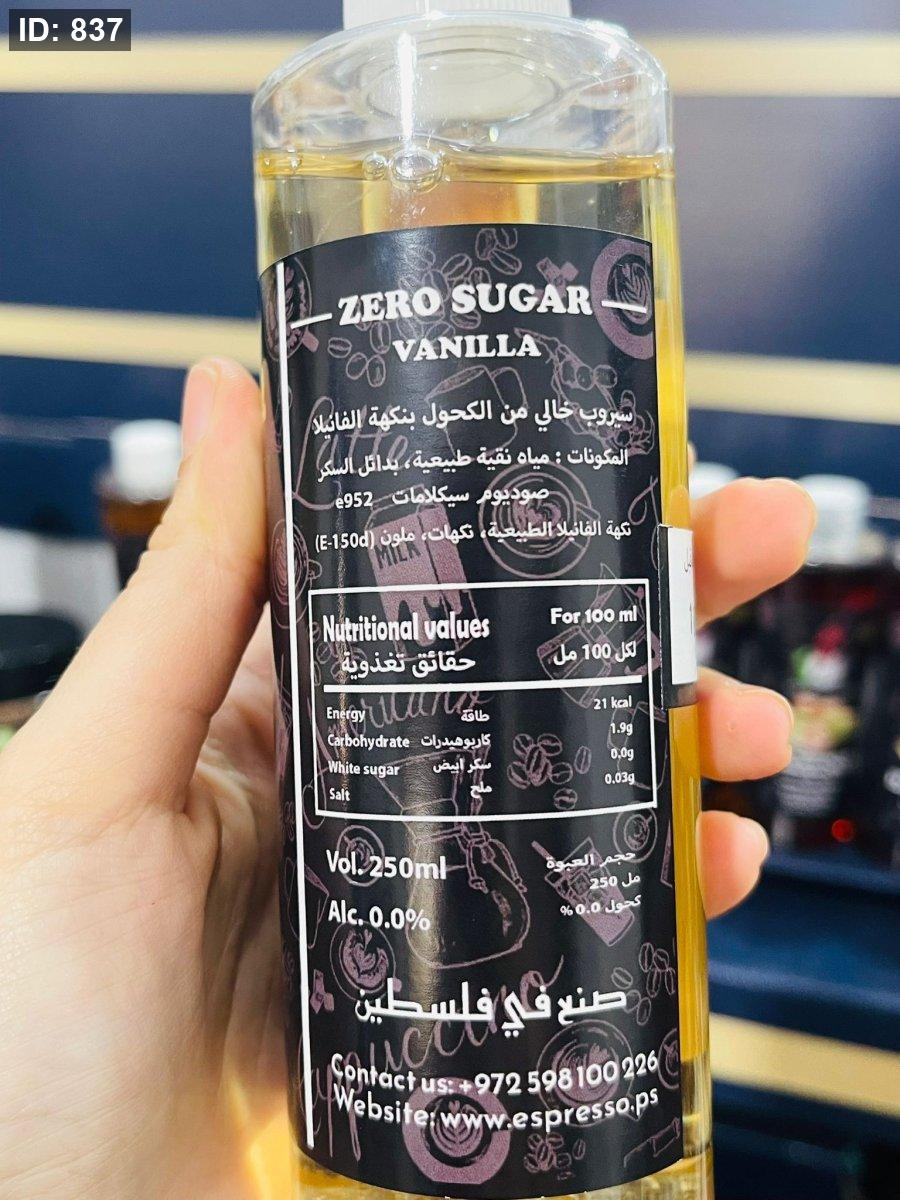 ID: 837
ZERO SUGAR
VANILLA
سيروب خالي من الكحول بنكهة الفانيلا
المكونات : مياه نقية طبيعية، بدائل السكر
صوديوم سيكلامات e952
نكهة الفانيلا الطبيعية، نكهات، ملون (E-150d)
MILK
Nutritional values For 100 ml
حقائق تغذوية لكل 100 مل
Energy طاقة 21 kcal
Carbohydrate كاربوهيدرات 1.9g
White sugar سكر أبيض 0.0g
Salt ملح 0.03g
Vol. 250ml حجم العبوة
250 مل
Alc. 0.0% كحول 0.0%
صنع في فلسطين
Contact us: +972 598 100 226
Website: www.espresso.ps